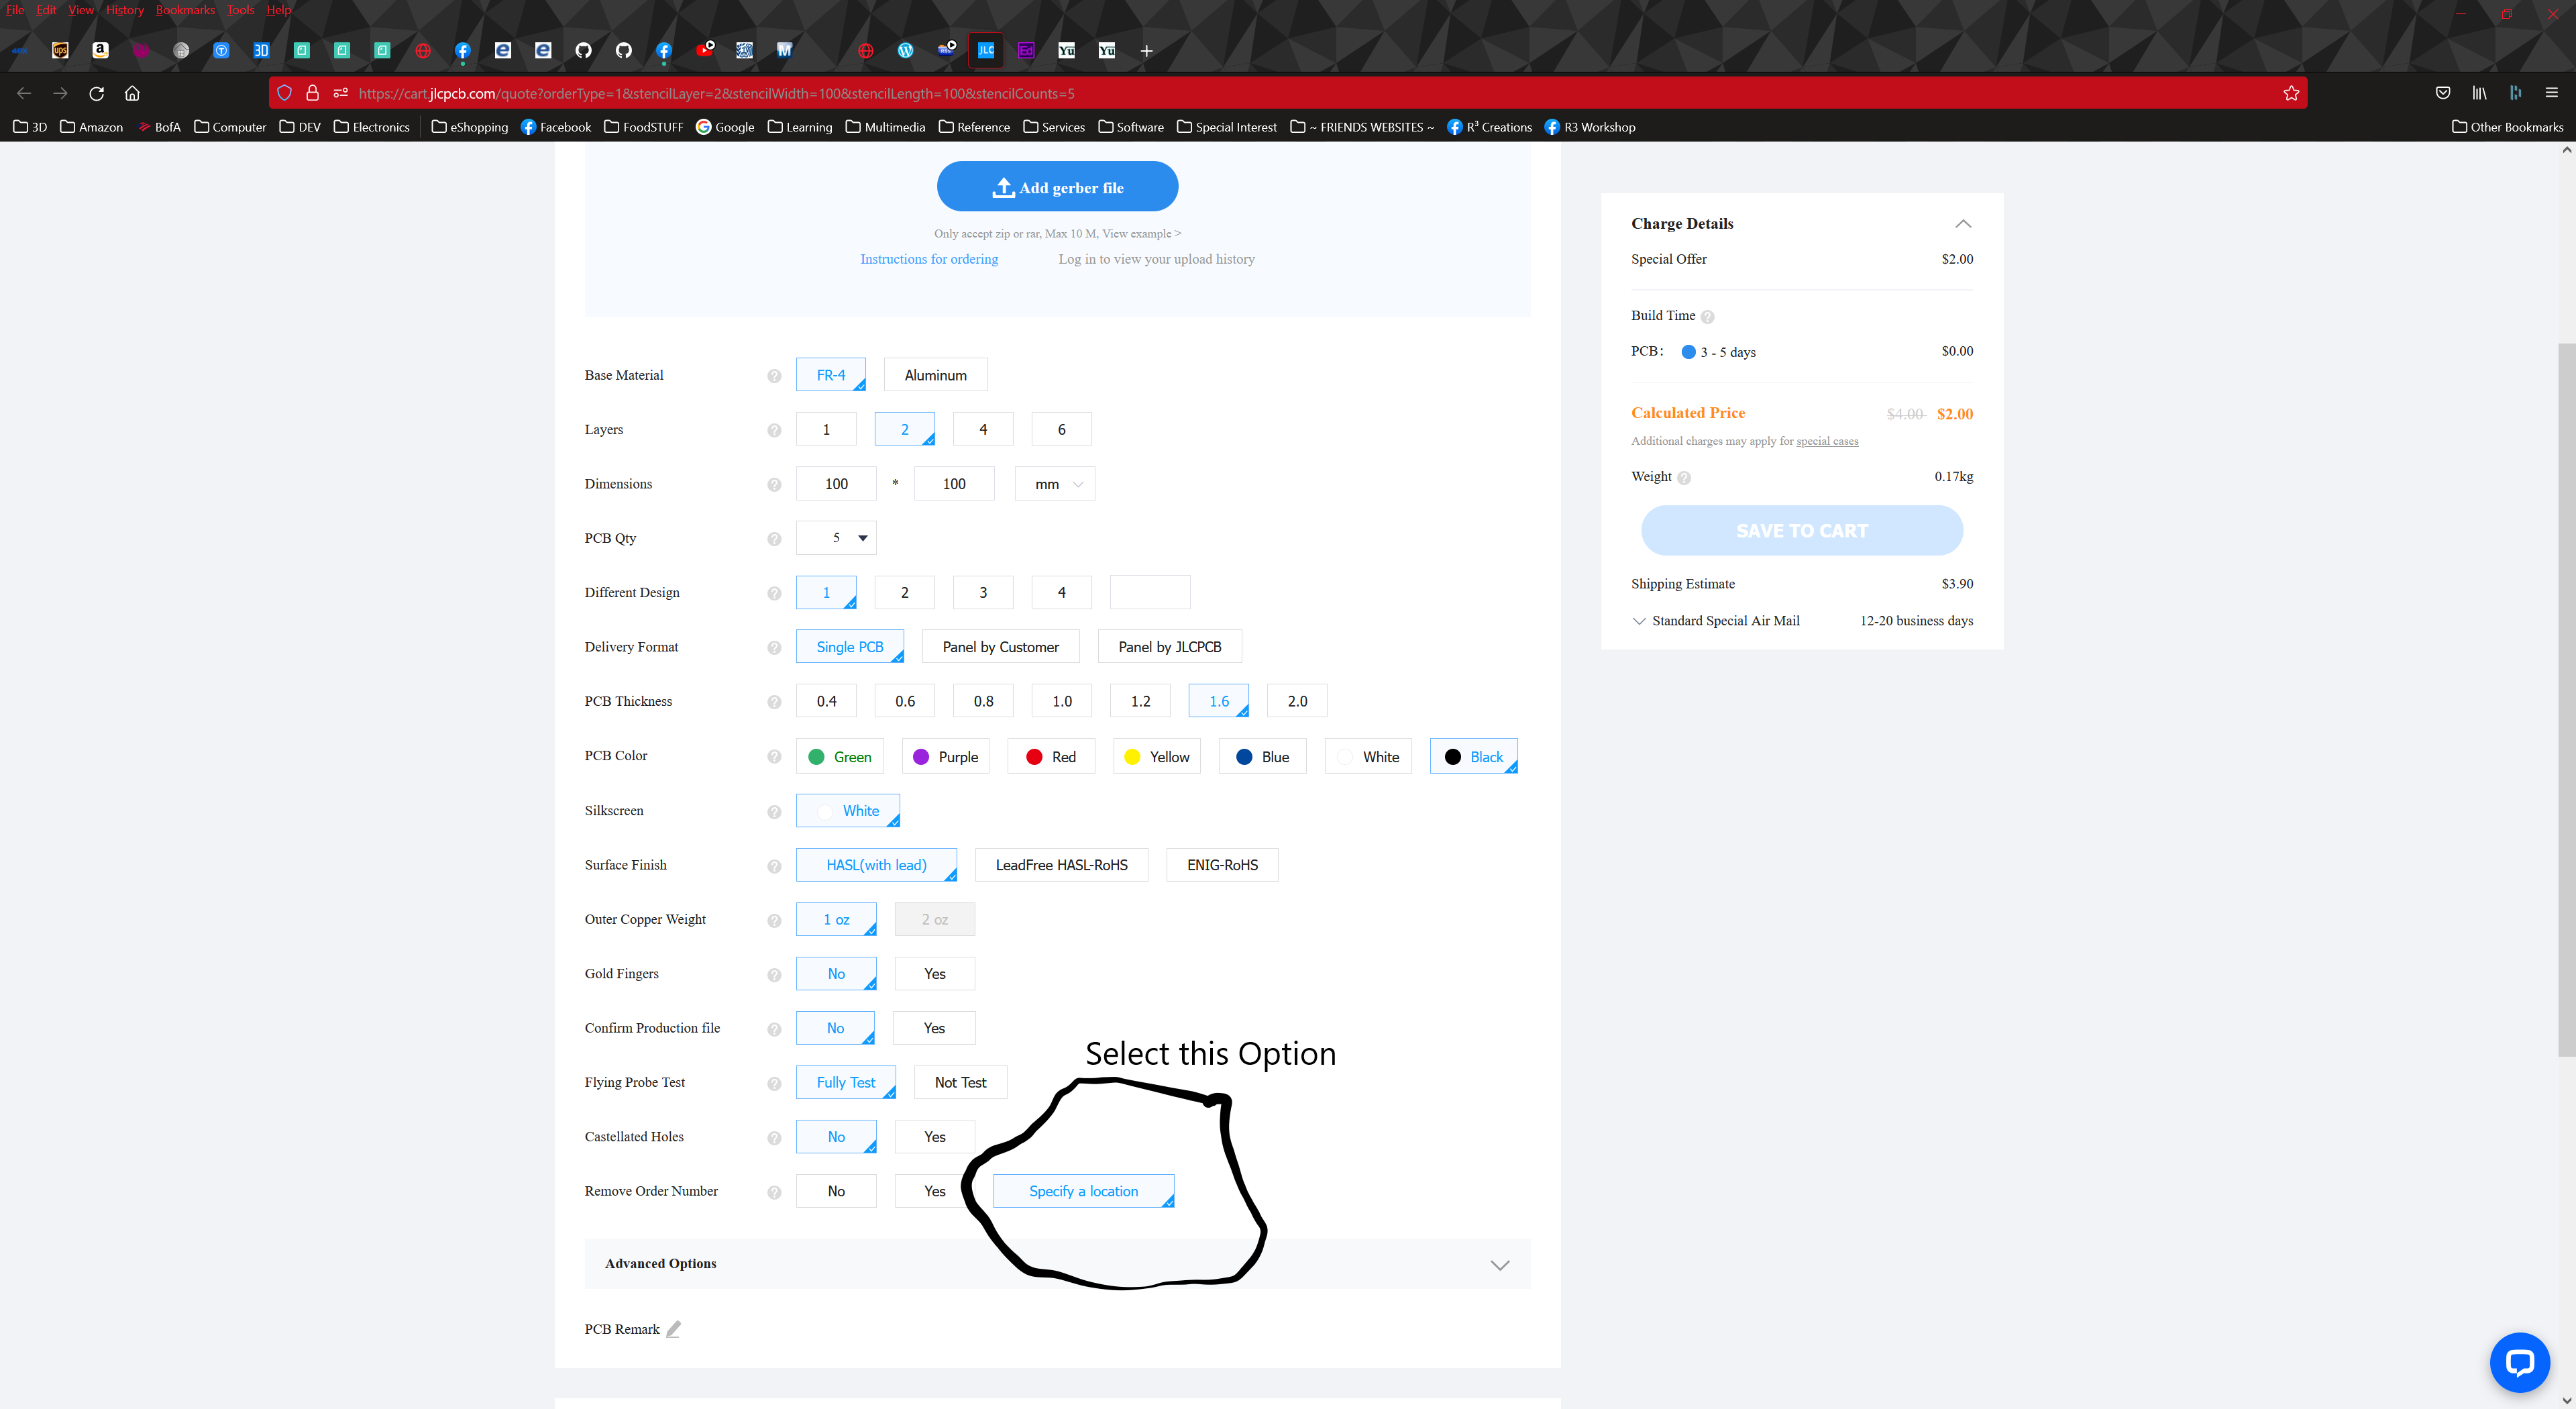 File Edit View History Bookmarks Tools Help
https://cart.jlcpcb.com/quote?orderType=1&stencilLayer=2&stencilWidth=100&stencilLength=100&stencilCounts=5
3D Amazon BofA Computer DEV Electronics eShopping Facebook FoodSTUFF Google Learning Multimedia Reference Services Software Special Interest ~ FRIENDS WEBSITES ~ R³ Creations R3 Workshop Other Bookmarks
Add gerber file
Only accept zip or rar, Max 10 M, View example >
Instructions for ordering Log in to view your upload history
Base Material ? FR-4 Aluminum
Layers ? 1 2 4 6
Dimensions ? 100 * 100 mm
PCB Qty ? 5
Different Design ? 1 2 3 4
Delivery Format ? Single PCB Panel by Customer Panel by JLCPCB
PCB Thickness ? 0.4 0.6 0.8 1.0 1.2 1.6 2.0
PCB Color ? Green Purple Red Yellow Blue White Black
Silkscreen ? White
Surface Finish ? HASL(with lead) LeadFree HASL-RoHS ENIG-RoHS
Outer Copper Weight ? 1 oz 2 oz
Gold Fingers ? No Yes
Confirm Production file ? No Yes
Select this Option
Flying Probe Test ? Fully Test Not Test
Castellated Holes ? No Yes
Remove Order Number ? No Yes Specify a location
Advanced Options
PCB Remark
Charge Details
Special Offer $2.00
Build Time ?
PCB: 3 - 5 days $0.00
Calculated Price $4.00 $2.00
Additional charges may apply for special cases
Weight ? 0.17kg
SAVE TO CART
Shipping Estimate $3.90
Standard Special Air Mail 12-20 business days